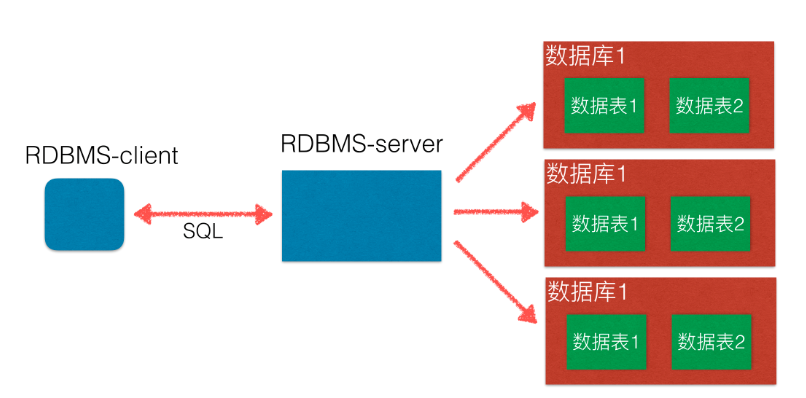 RDBMS-client
SQL
RDBMS-server
数据库1
数据表1
数据表2
数据库1
数据表1
数据表2
数据库1
数据表1
数据表2